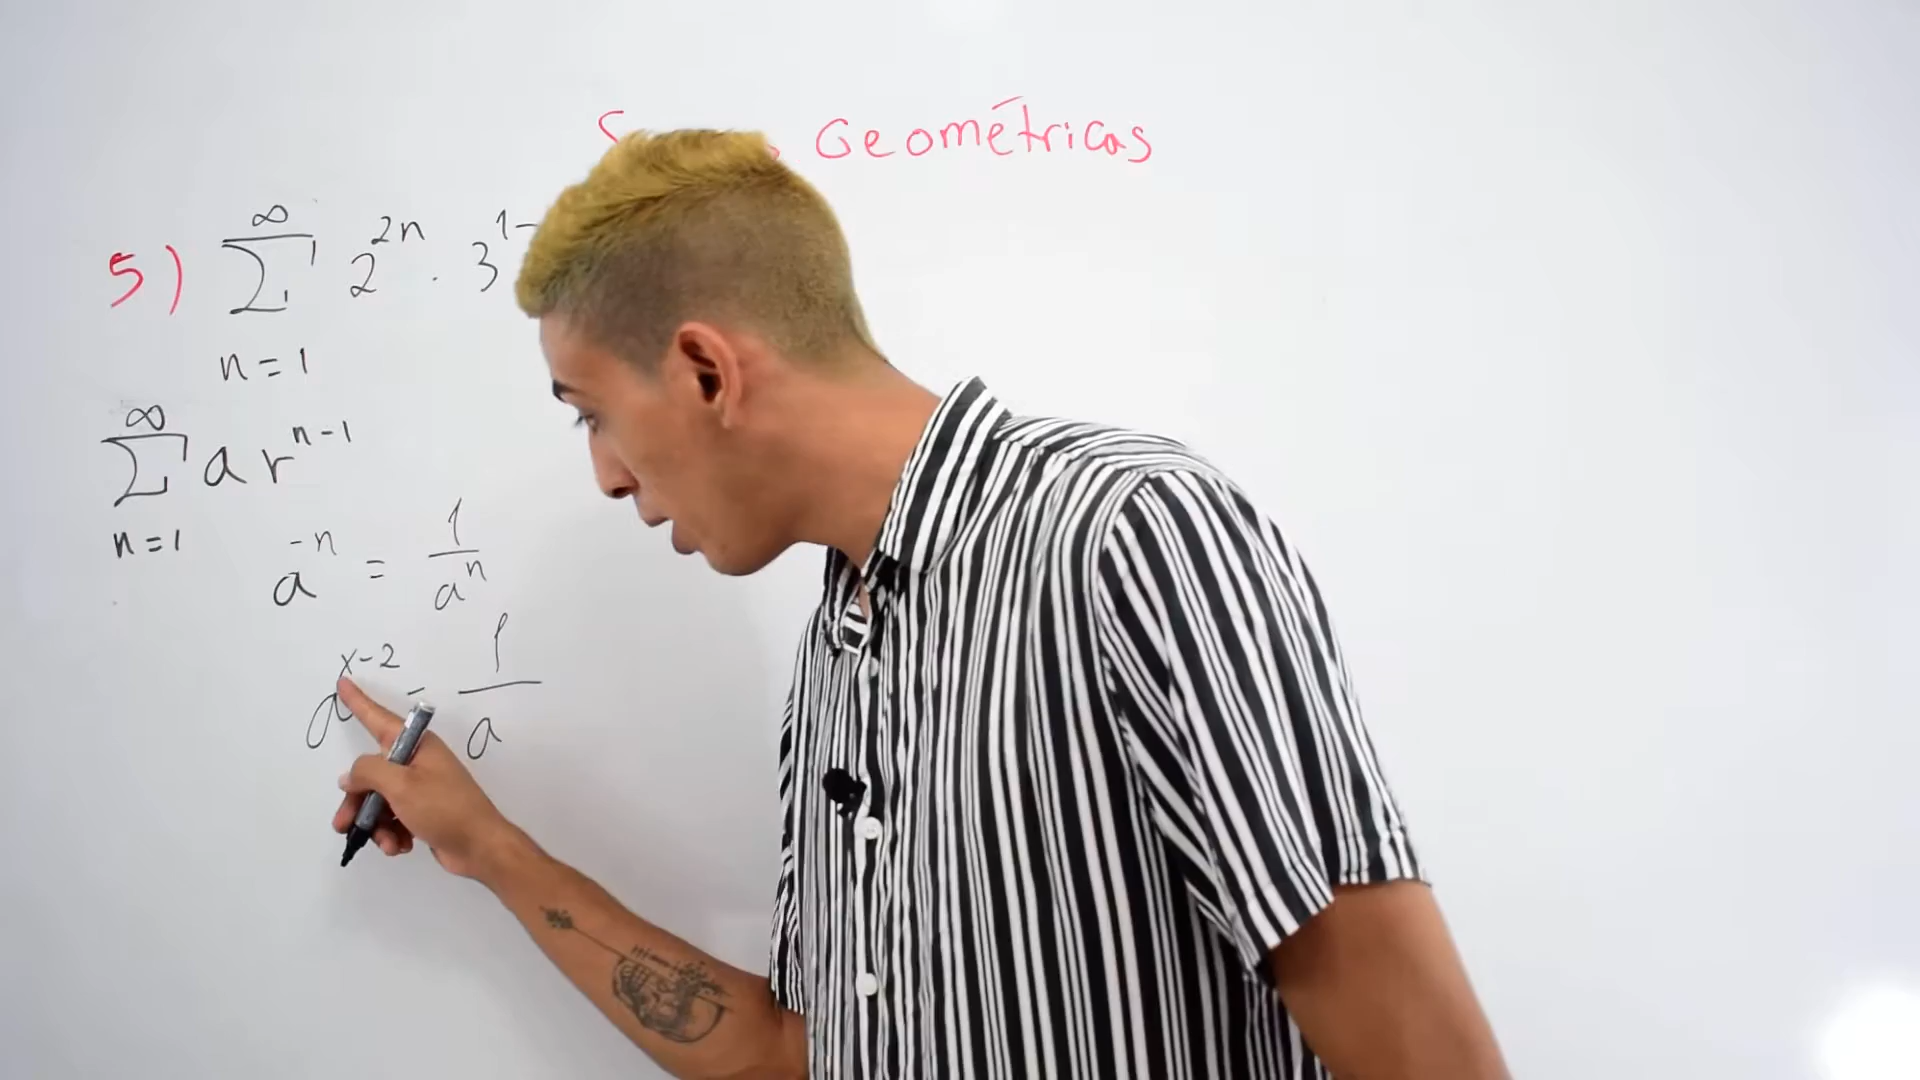 Geométricas
5) ∞ Σ n=1 2^2n · 3^1-
∞ Σ n=1 a r^n-1
a^-n = 1/a^n
a^x-2 = 1/a